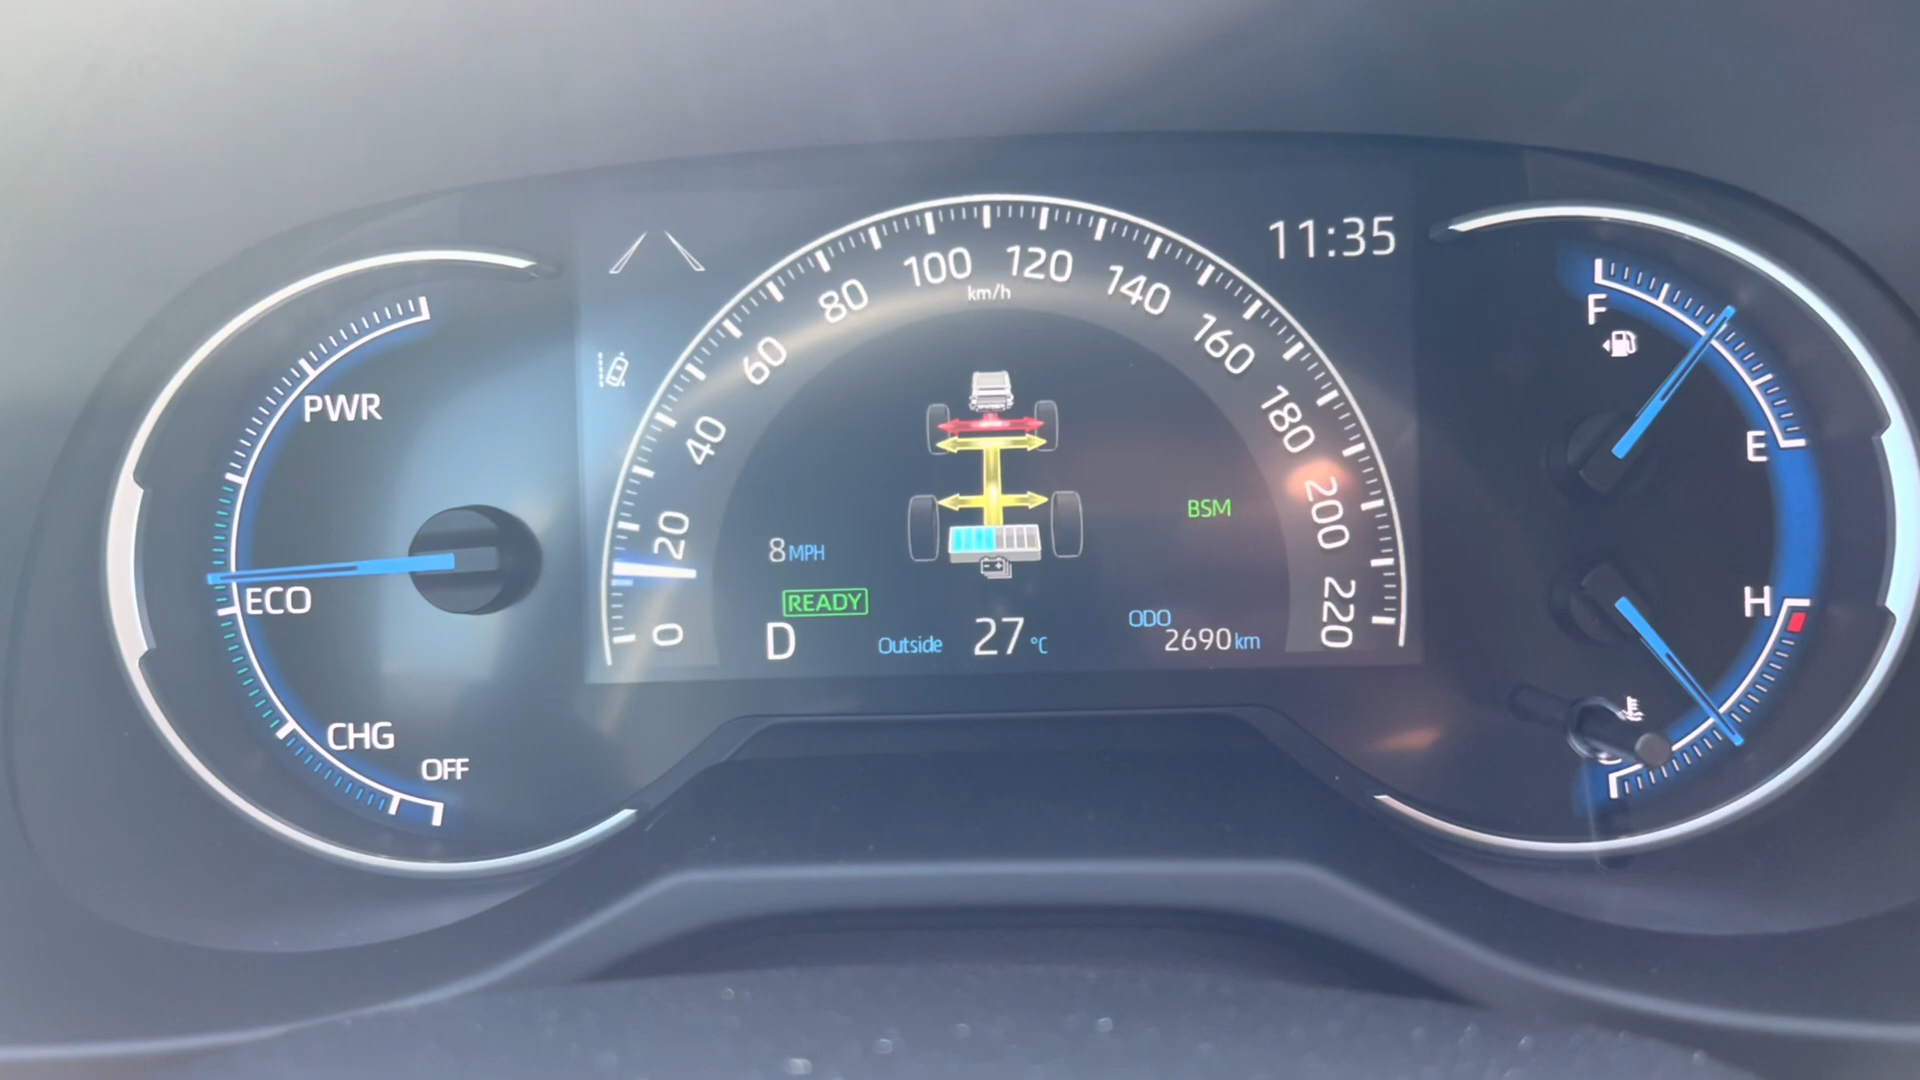 11:35
100 120
km/h
80 140
60 160
40 180
20 200
0 220
PWR
ECO
CHG
OFF
F
E
H
BSM
8 MPH
READY
D
Outside 27 °C
ODO
2690 km